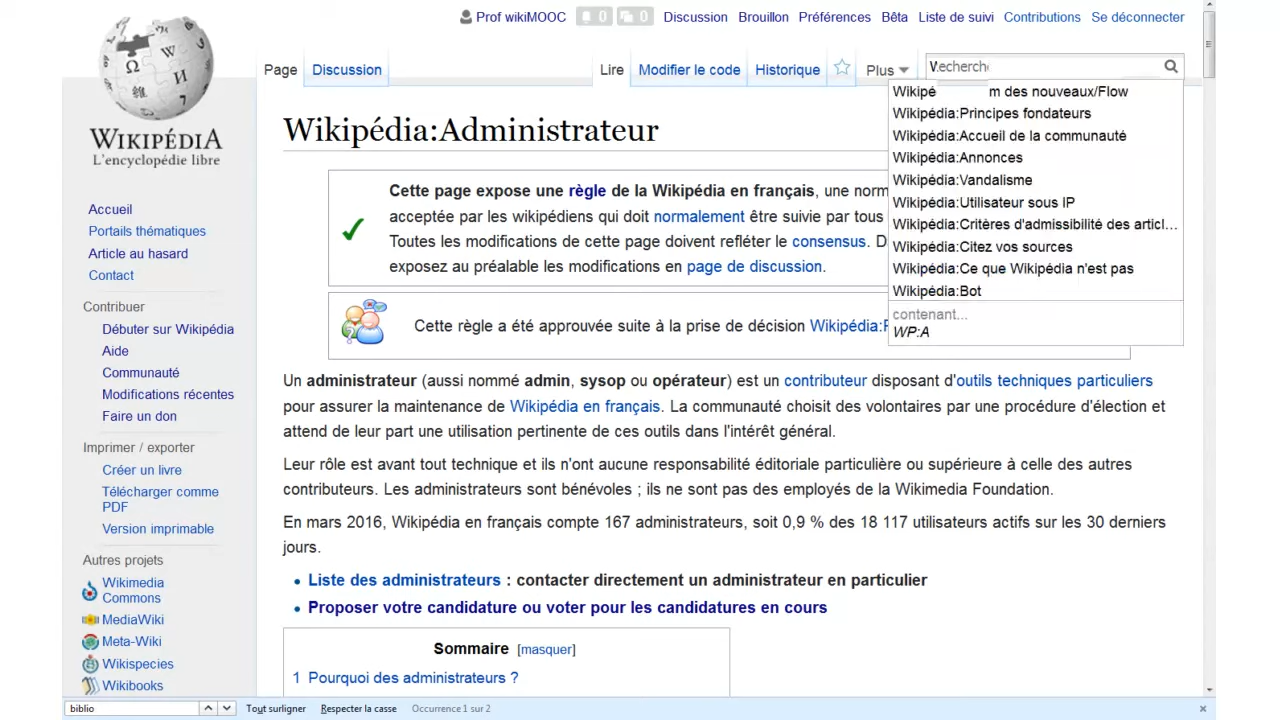 Prof wikiMOOC 0 0 Discussion Brouillon Préférences Bêta Liste de suivi Contributions Se déconnecter
Page Discussion Lire Modifier le code Historique Plus
WIKIPÉDIA
L'encyclopédie libre
Accueil
Portails thématiques
Article au hasard
Contact
Contribuer
Débuter sur Wikipédia
Aide
Communauté
Modifications récentes
Faire un don
Imprimer / exporter
Créer un livre
Télécharger comme
PDF
Version imprimable
Autres projets
Wikimedia
Commons
MediaWiki
Meta-Wiki
Wikispecies
Wikibooks
Wikipédia:Administrateur
Cette page expose une règle de la Wikipédia en français, une norm
acceptée par les wikipédiens qui doit normalement être suivie par tous
Toutes les modifications de cette page doivent refléter le consensus. D
exposez au préalable les modifications en page de discussion.
Cette règle a été approuvée suite à la prise de décision Wikipédia:
Un administrateur (aussi nommé admin, sysop ou opérateur) est un contributeur disposant d'outils techniques particuliers
pour assurer la maintenance de Wikipédia en français. La communauté choisit des volontaires par une procédure d'élection et
attend de leur part une utilisation pertinente de ces outils dans l'intérêt général.
Leur rôle est avant tout technique et ils n'ont aucune responsabilité éditoriale particulière ou supérieure à celle des autres
contributeurs. Les administrateurs sont bénévoles ; ils ne sont pas des employés de la Wikimedia Foundation.
En mars 2016, Wikipédia en français compte 167 administrateurs, soit 0,9 % des 18 117 utilisateurs actifs sur les 30 derniers
jours.
• Liste des administrateurs : contacter directement un administrateur en particulier
• Proposer votre candidature ou voter pour les candidatures en cours
Sommaire [masquer]
1 Pourquoi des administrateurs ?
Wikipé m des nouveaux/Flow
Wikipédia:Principes fondateurs
Wikipédia:Accueil de la communauté
Wikipédia:Annonces
Wikipédia:Vandalisme
Wikipédia:Utilisateur sous IP
Wikipédia:Critères d'admissibilité des articl...
Wikipédia:Citez vos sources
Wikipédia:Ce que Wikipédia n'est pas
Wikipédia:Bot
contenant...
WP:A
biblio Tout surligner Respecter la casse Occurrence 1 sur 2